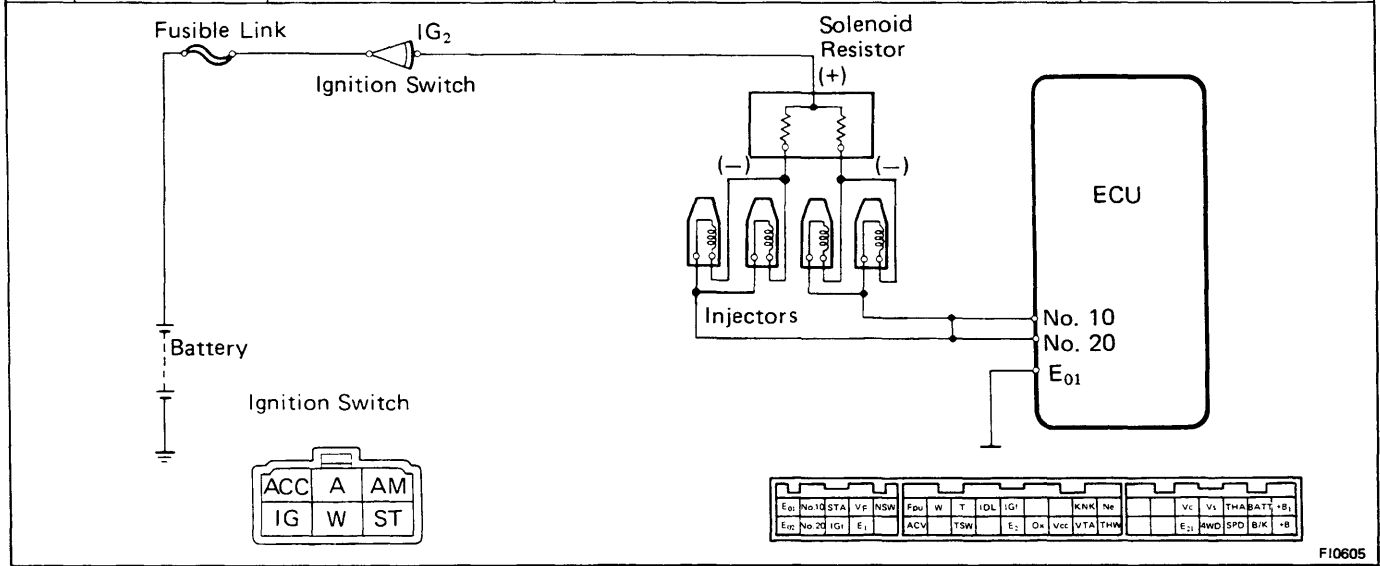 Fusible Link
IG₂
Ignition Switch
Solenoid
Resistor
(+)
(−)
(−)
ECU
Injectors
No. 10
No. 20
E₀₁
Battery
Ignition Switch
ACC A AM
IG W ST
E₀₁ No.10 STA VF NSW
E₀₂ No.20 IGt E₁
FPU W T IDL IGf KNK Ne
ACV TSW E₂ Ox Vcc VTA THW
Vc Vs THA BATT +B₁
E₂₁ 4WD SPD B/K +B
FI0605